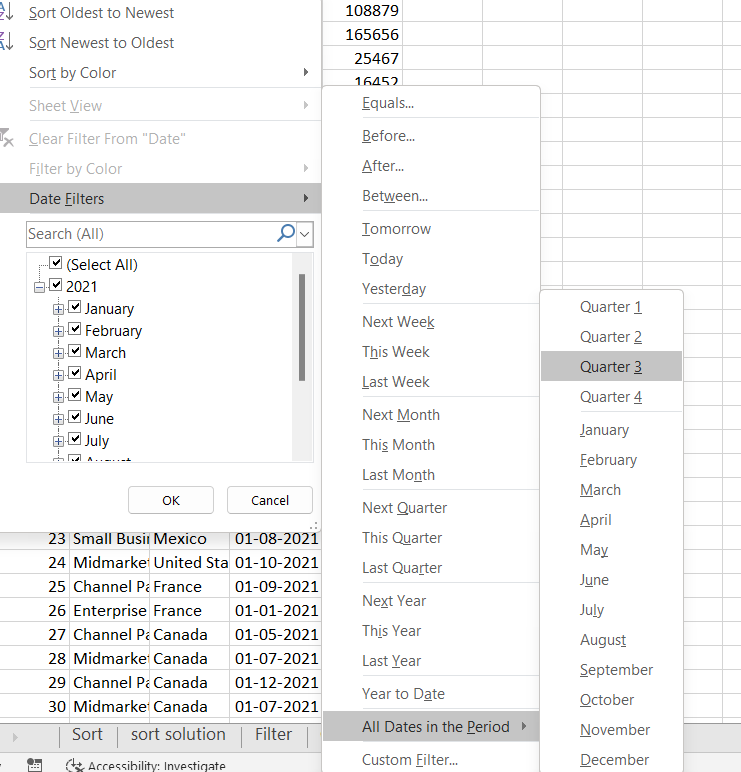 Sort Oldest to Newest
Sort Newest to Oldest
Sort by Color
Sheet View
Clear Filter From "Date"
Filter by Color
Date Filters
Search (All)
(Select All)
2021
January
February
March
April
May
June
July
August
OK
Cancel
108879
165656
25467
16452
Equals...
Before...
After...
Between...
Tomorrow
Today
Yesterday
Next Week
This Week
Last Week
Next Month
This Month
Last Month
Next Quarter
This Quarter
Last Quarter
Next Year
This Year
Last Year
Year to Date
All Dates in the Period
Custom Filter...
Quarter 1
Quarter 2
Quarter 3
Quarter 4
January
February
March
April
May
June
July
August
September
October
November
December
23 Small Busi Mexico 01-08-2021
24 Midmarket United Sta 01-10-2021
25 Channel Pa France 01-09-2021
26 Enterprise France 01-01-2021
27 Channel Pa Canada 01-05-2021
28 Midmarket Canada 01-07-2021
29 Channel Pa Canada 01-12-2021
30 Midmarket Canada 01-07-2021
Sort sort solution Filter
Accessibility: Investigate